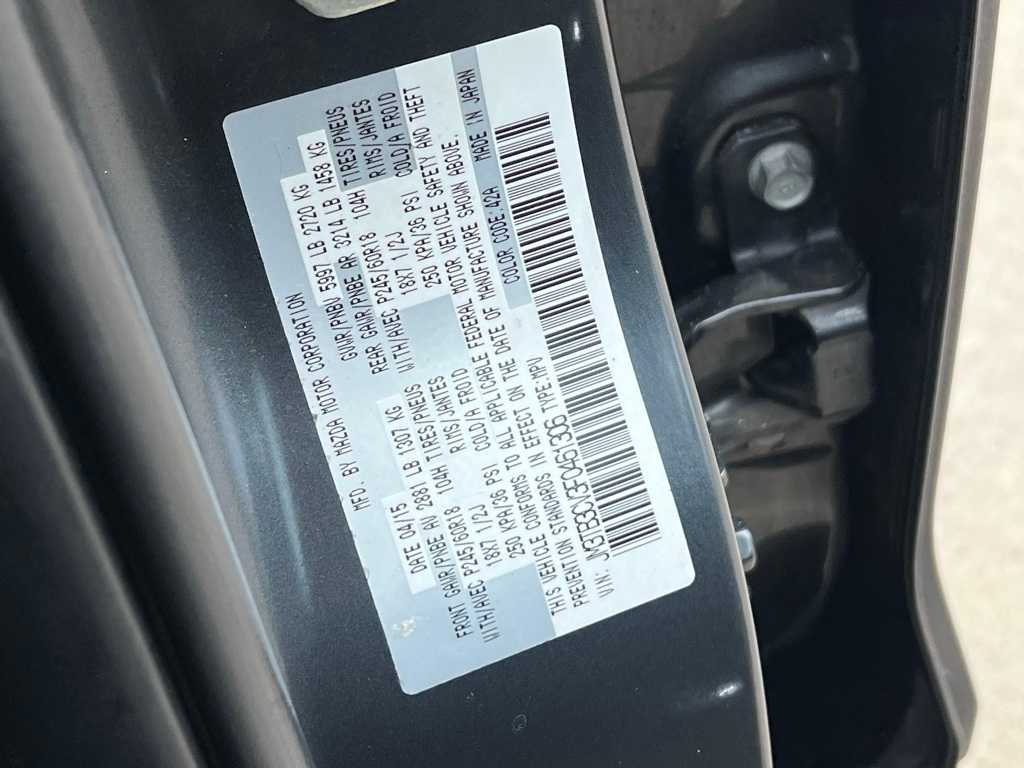 MFD. BY MAZDA MOTOR CORPORATION
DATE 04/15 GVWR/PNBV 5997 LB 2720 KG
FRONT GAWR/PNBE AV 2881 LB 1307 KG REAR GAWR/PNBE AR 3214 LB 1458 KG
WITH/AVEC P245/60R18 104H TIRES/PNEUS WITH/AVEC P245/60R18 104H TIRES/PNEUS
18X7 1/2J RIMS/JANTES 18X7 1/2J RIMS/JANTES
250 KPA/36 PSI COLD/A FROID 250 KPA/36 PSI COLD/A FROID
THIS VEHICLE CONFORMS TO ALL APPLICABLE FEDERAL MOTOR VEHICLE SAFETY AND THEFT
PREVENTION STANDARDS IN EFFECT ON THE DATE OF MANUFACTURE SHOWN ABOVE.
VIN: JM3TB3CV3F0461306 TYPE:MPV COLOR CODE:42A MADE IN JAPAN